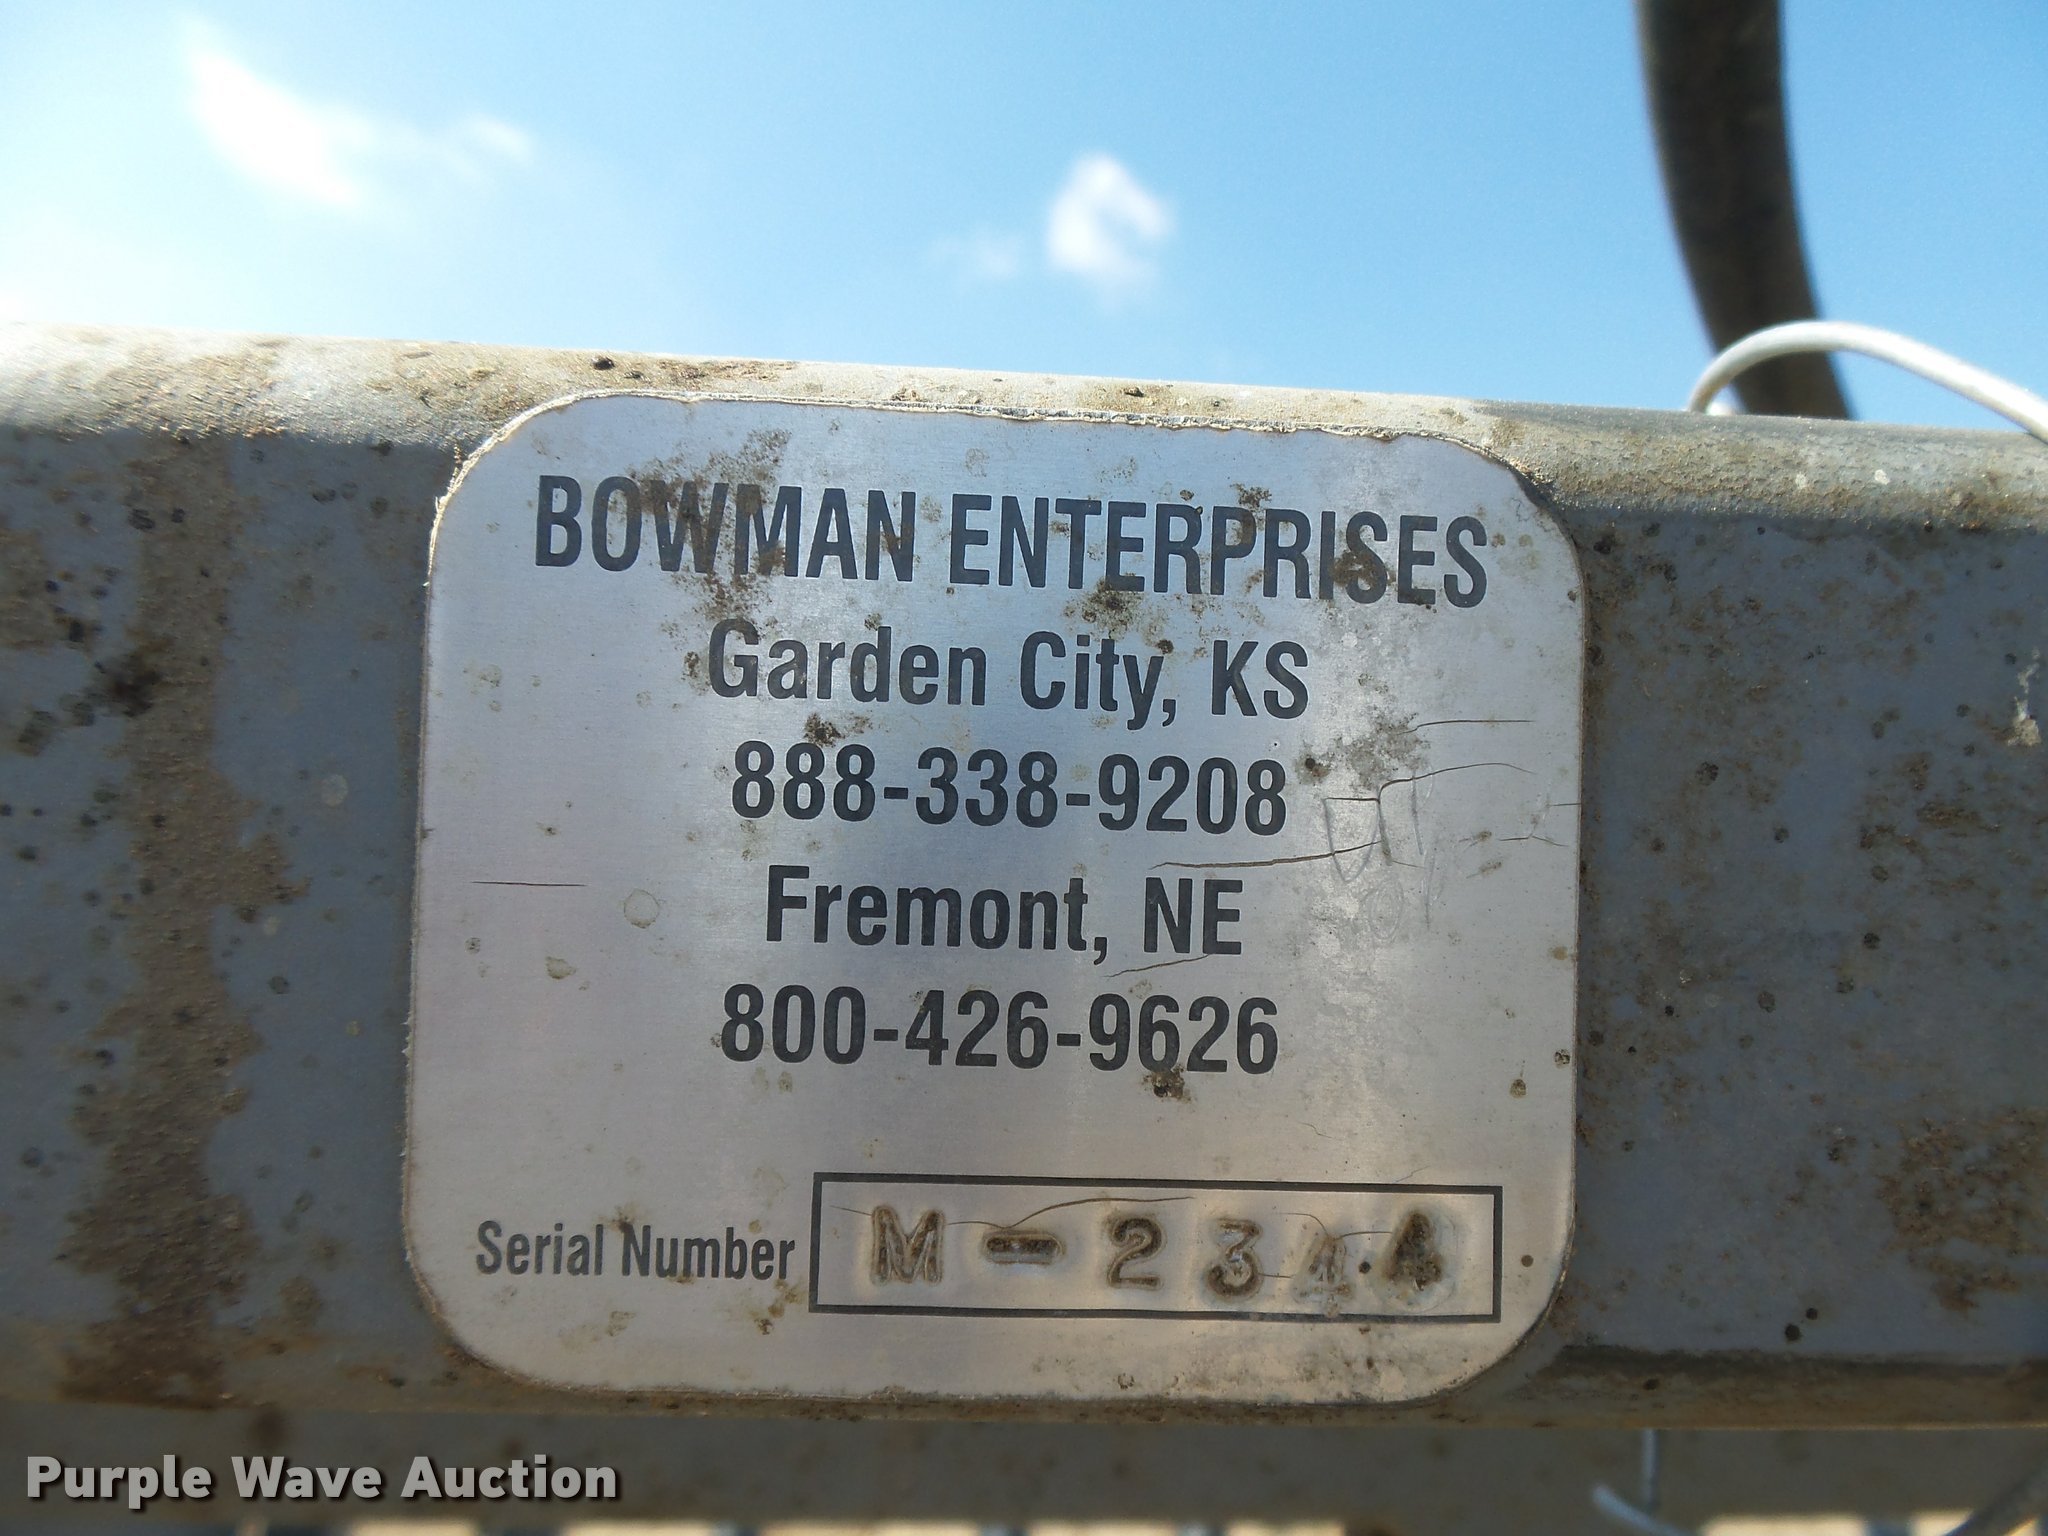 BOWMAN ENTERPRISES
Garden City, KS
888-338-9208
Fremont, NE
800-426-9626
Serial Number M-2344
Purple Wave Auction